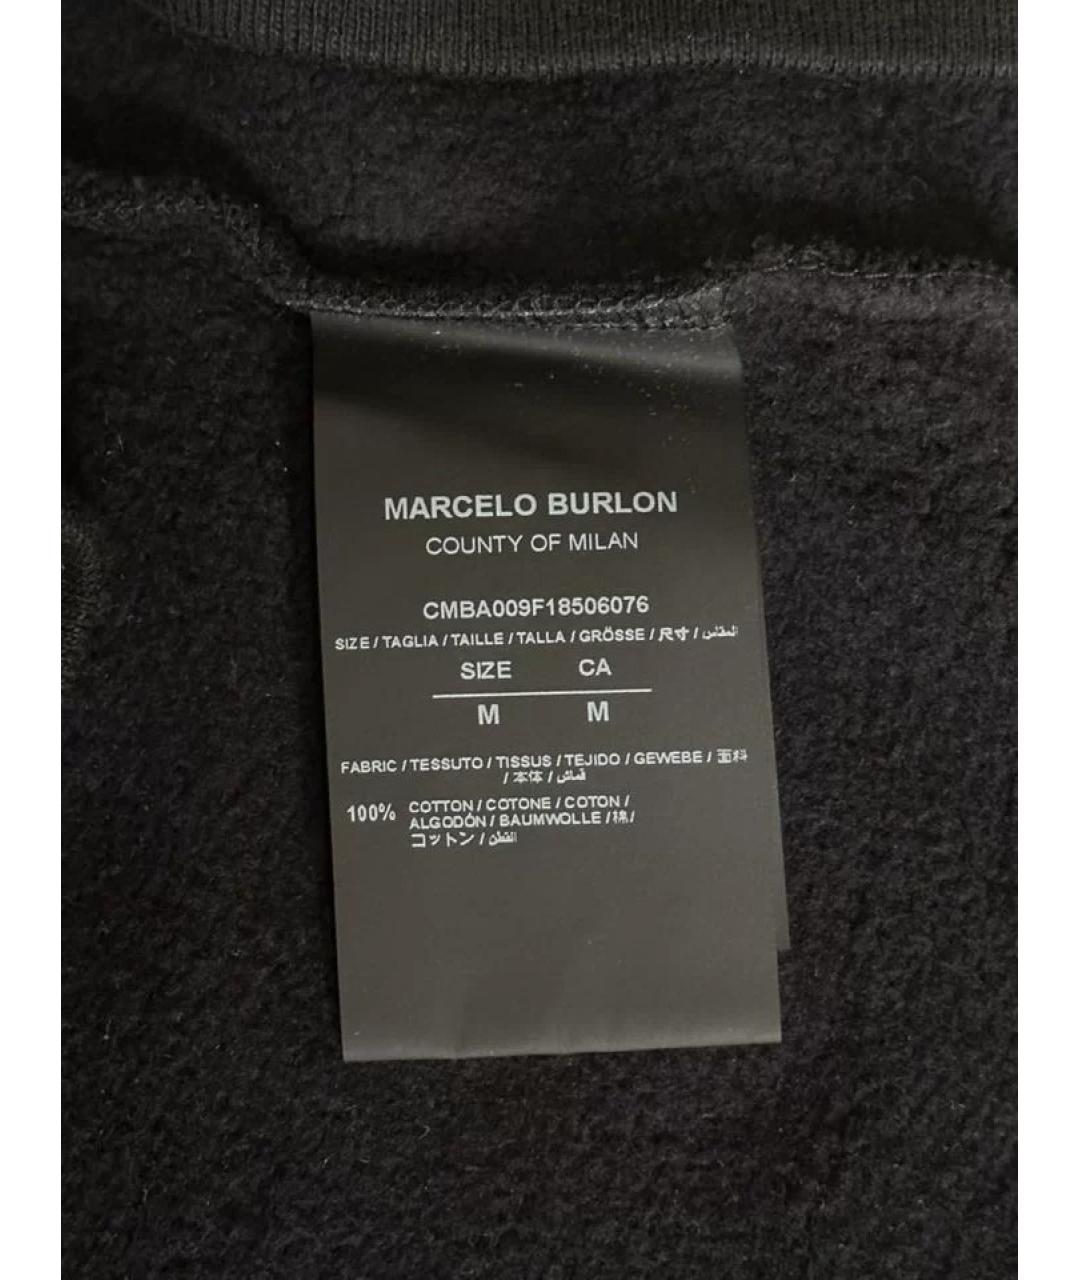 MARCELO BURLON
COUNTY OF MILAN
CMBA009F18506076
SIZE / TAGLIA / TAILLE / TALLA / GRÖSSE / 尺寸 / المقاس
SIZE CA
M M
FABRIC / TESSUTO / TISSUS / TEJIDO / GEWEBE / 面料
/ 本体 / قماش
100% COTTON / COTONE / COTON /
ALGODÓN / BAUMWOLLE / 棉 /
コットン / القطن